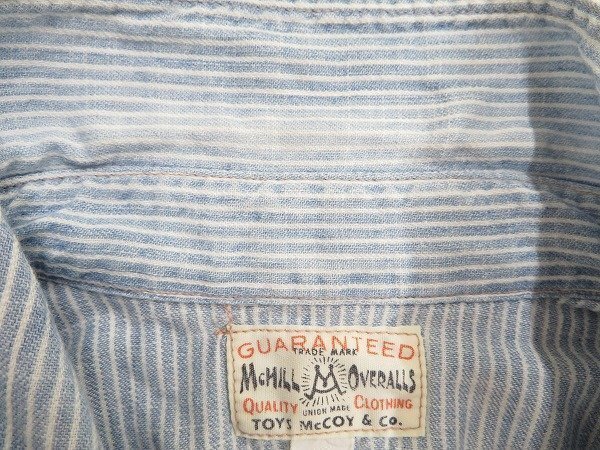 GUARANTEED
TRADE MARK
McHILL M OVERALLS
QUALITY UNION MADE CLOTHING
TOYS McCOY & Co.